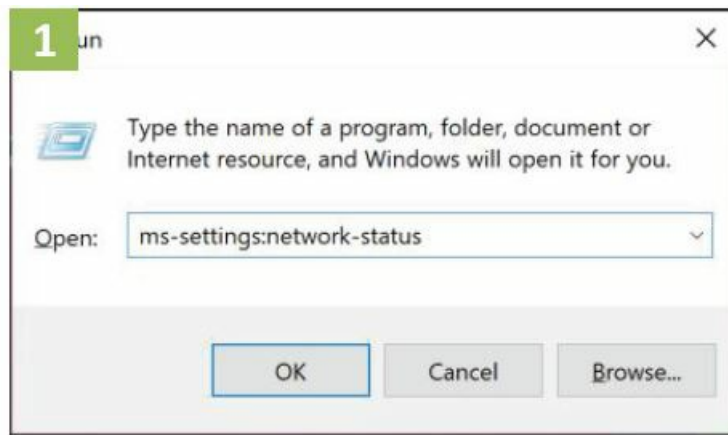 1
un
Type the name of a program, folder, document or
Internet resource, and Windows will open it for you.
Open: ms-settings:network-status
OK Cancel Browse...